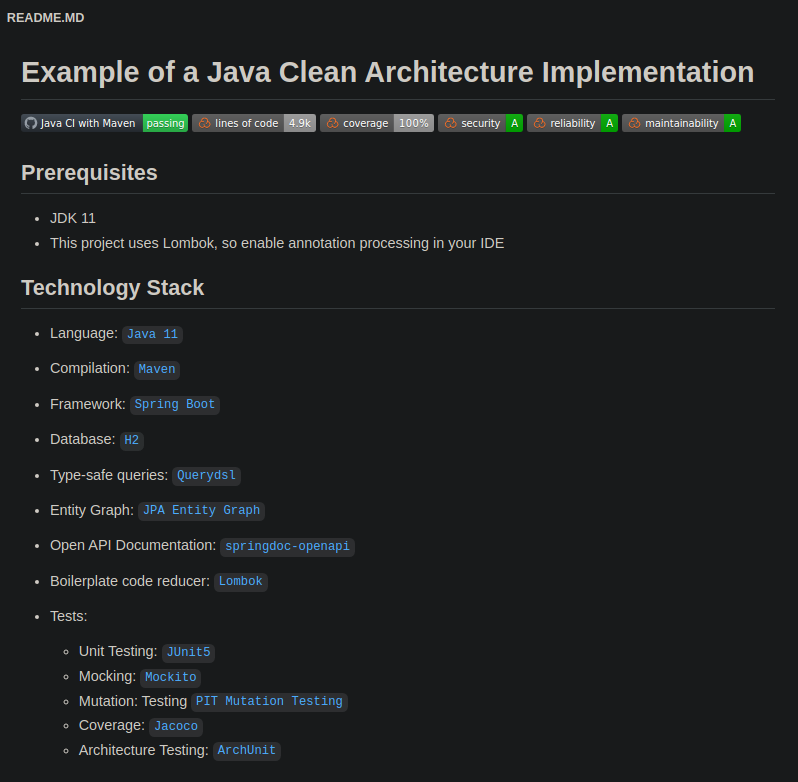 README.MD
Example of a Java Clean Architecture Implementation
Java CI with Maven passing lines of code 4.9k coverage 100% security A reliability A maintainability A
Prerequisites
JDK 11
This project uses Lombok, so enable annotation processing in your IDE
Technology Stack
Language: Java 11
Compilation: Maven
Framework: Spring Boot
Database: H2
Type-safe queries: Querydsl
Entity Graph: JPA Entity Graph
Open API Documentation: springdoc-openapi
Boilerplate code reducer: Lombok
Tests:
Unit Testing: JUnit5
Mocking: Mockito
Mutation: Testing PIT Mutation Testing
Coverage: Jacoco
Architecture Testing: ArchUnit